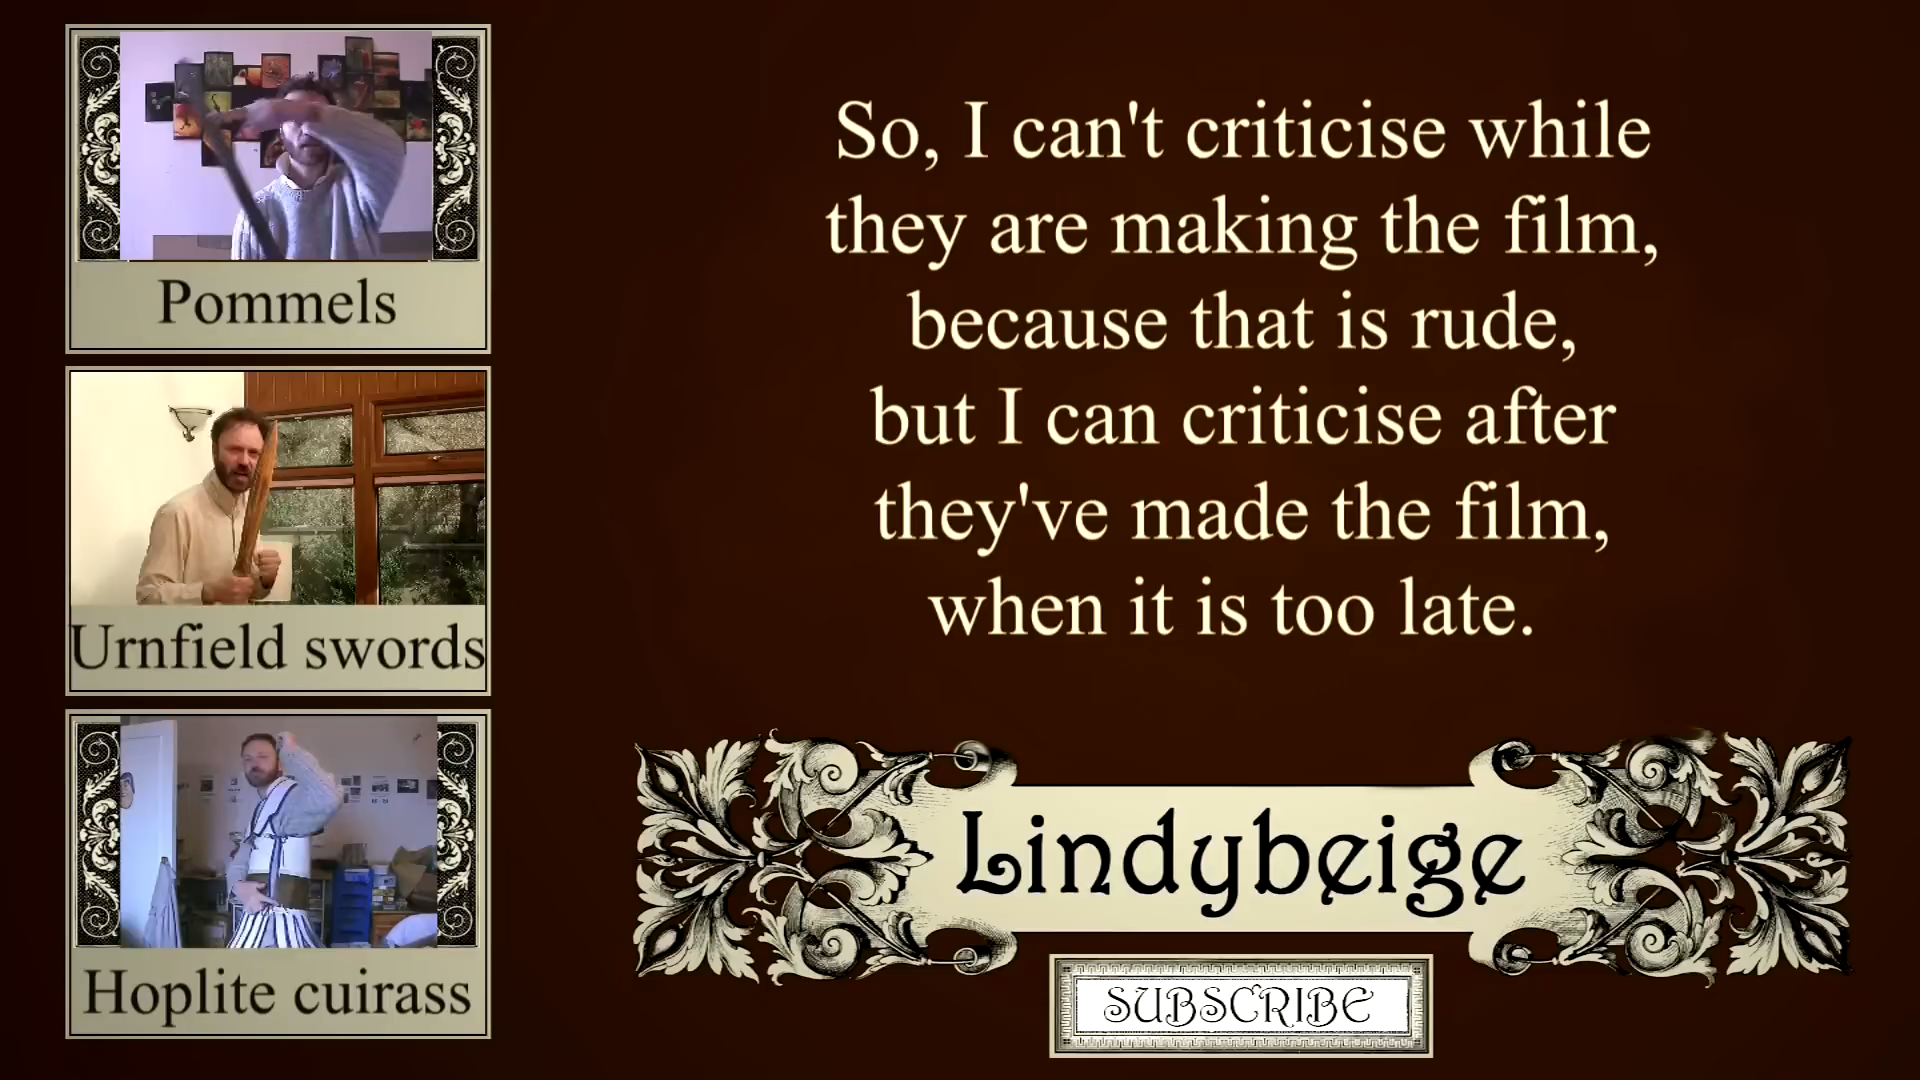 Pommels
Urnfield swords
Hoplite cuirass
So, I can't criticise while
they are making the film,
because that is rude,
but I can criticise after
they've made the film,
when it is too late.
Lindybeige
SUBSCRIBE